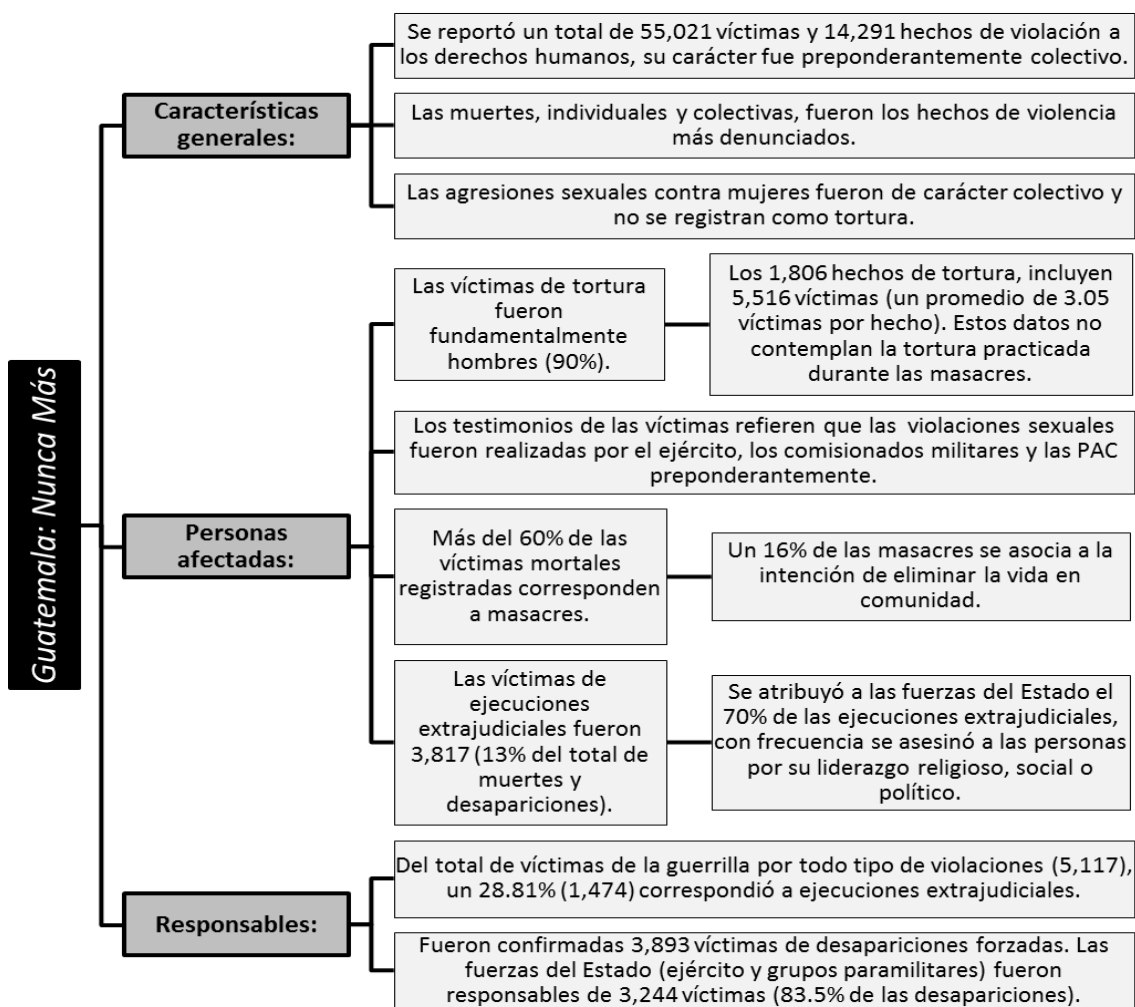 Guatemala: Nunca Más
Características
generales:
Se reportó un total de 55,021 víctimas y 14,291 hechos de violación a
los derechos humanos, su carácter fue preponderantemente colectivo.
Las muertes, individuales y colectivas, fueron los hechos de violencia
más denunciados.
Las agresiones sexuales contra mujeres fueron de carácter colectivo y
no se registran como tortura.
Personas
afectadas:
Las víctimas de tortura
fueron
fundamentalmente
hombres (90%).
Los 1,806 hechos de tortura, incluyen
5,516 víctimas (un promedio de 3.05
víctimas por hecho). Estos datos no
contemplan la tortura practicada
durante las masacres.
Los testimonios de las víctimas refieren que las violaciones sexuales
fueron realizadas por el ejército, los comisionados militares y las PAC
preponderantemente.
Más del 60% de las
víctimas mortales
registradas corresponden
a masacres.
Un 16% de las masacres se asocia a la
intención de eliminar la vida en
comunidad.
Las víctimas de
ejecuciones
extrajudiciales fueron
3,817 (13% del total de
muertes y
desapariciones).
Se atribuyó a las fuerzas del Estado el
70% de las ejecuciones extrajudiciales,
con frecuencia se asesinó a las personas
por su liderazgo religioso, social o
político.
Responsables:
Del total de víctimas de la guerrilla por todo tipo de violaciones (5,117),
un 28.81% (1,474) correspondió a ejecuciones extrajudiciales.
Fueron confirmadas 3,893 víctimas de desapariciones forzadas. Las
fuerzas del Estado (ejército y grupos paramilitares) fueron
responsables de 3,244 víctimas (83.5% de las desapariciones).